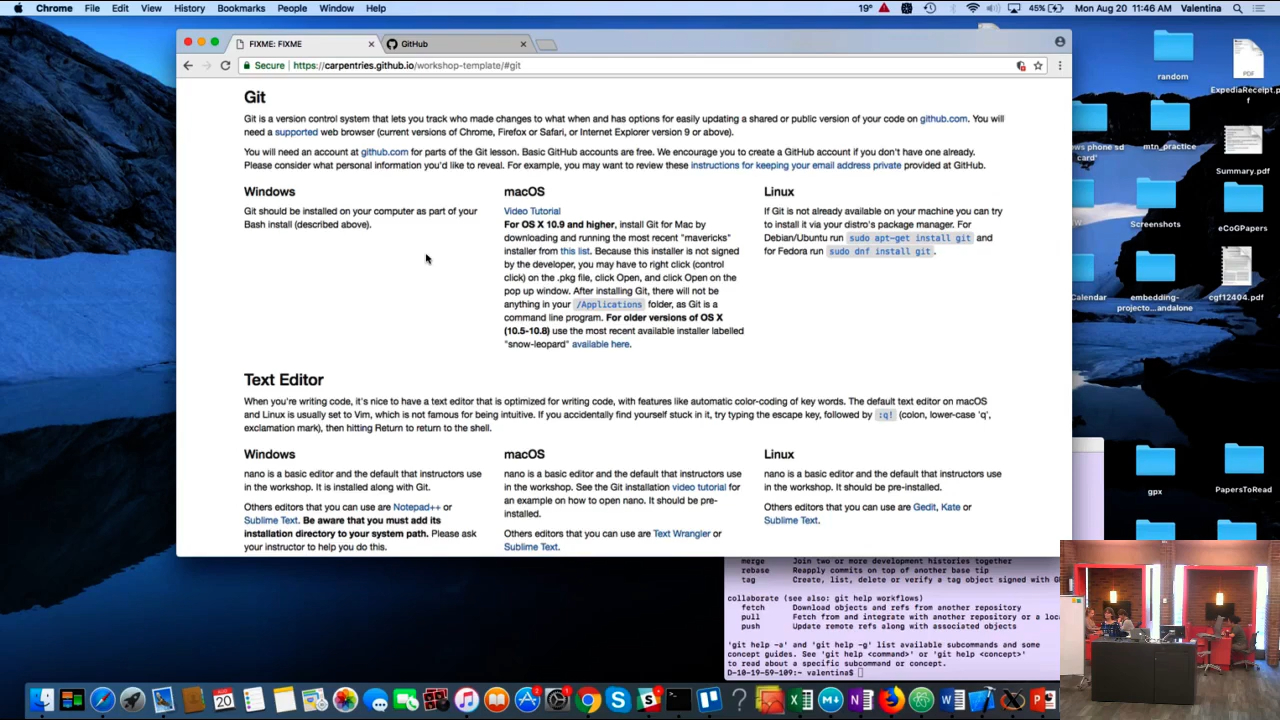 Chrome File Edit View History Bookmarks People Window Help 19° 45% Mon Aug 20 11:46 AM Valentina
FIXME: FIXME
GitHub
Secure https://carpentries.github.io/workshop-template/#git
Git
Git is a version control system that lets you track who made changes to what when and has options for easily updating a shared or public version of your code on github.com. You will
need a supported web browser (current versions of Chrome, Firefox or Safari, or Internet Explorer version 9 or above).
You will need an account at github.com for parts of the Git lesson. Basic GitHub accounts are free. We encourage you to create a GitHub account if you don't have one already.
Please consider what personal information you'd like to reveal. For example, you may want to review these instructions for keeping your email address private provided at GitHub.
Windows
Git should be installed on your computer as part of your
Bash install (described above).
macOS
Video Tutorial
For OS X 10.9 and higher, install Git for Mac by
downloading and running the most recent "mavericks"
installer from this list. Because this installer is not signed
by the developer, you may have to right click (control
click) on the .pkg file, click Open, and click Open on the
pop up window. After installing Git, there will not be
anything in your /Applications folder, as Git is a
command line program. For older versions of OS X
(10.5-10.8) use the most recent available installer labelled
"snow-leopard" available here.
Linux
If Git is not already available on your machine you can try
to install it via your distro's package manager. For
Debian/Ubuntu run sudo apt-get install git and
for Fedora run sudo dnf install git.
Text Editor
When you're writing code, it's nice to have a text editor that is optimized for writing code, with features like automatic color-coding of key words. The default text editor on macOS
and Linux is usually set to Vim, which is not famous for being intuitive. If you accidentally find yourself stuck in it, try typing the escape key, followed by :q! (colon, lower-case 'q',
exclamation mark), then hitting Return to return to the shell.
Windows
nano is a basic editor and the default that instructors use
in the workshop. It is installed along with Git.
Others editors that you can use are Notepad++ or
Sublime Text. Be aware that you must add its
installation directory to your system path. Please ask
your instructor to help you do this.
macOS
nano is a basic editor and the default that instructors use
in the workshop. See the Git installation video tutorial for
an example on how to open nano. It should be pre-
installed.
Others editors that you can use are Text Wrangler or
Sublime Text.
Linux
nano is a basic editor and the default that instructors use
in the workshop. It should be pre-installed.
Others editors that you can use are Gedit, Kate or
Sublime Text.
random
PDF
ExpediaReceipt.p
f
ws phone sd
card'
mtn_practice
Summary.pdf
Screenshots
eCoGPapers
Calendar
embedding-
projecto...andalone
cgf12404.pdf
gpx
PapersToRead
merge Join two or more development histories together
rebase Reapply commits on top of another base tip
tag Create, list, delete or verify a tag object signed with G
collaborate (see also: git help workflows)
fetch Download objects and refs from another repository
pull Fetch from and integrate with another repository or a loca
push Update remote refs along with associated objects
'git help -a' and 'git help -g' list available subcommands and some
concept guides. See 'git help <command>' or 'git help <concept>'
to read about a specific subcommand or concept.
D-10-19-59-109:~ valentina$